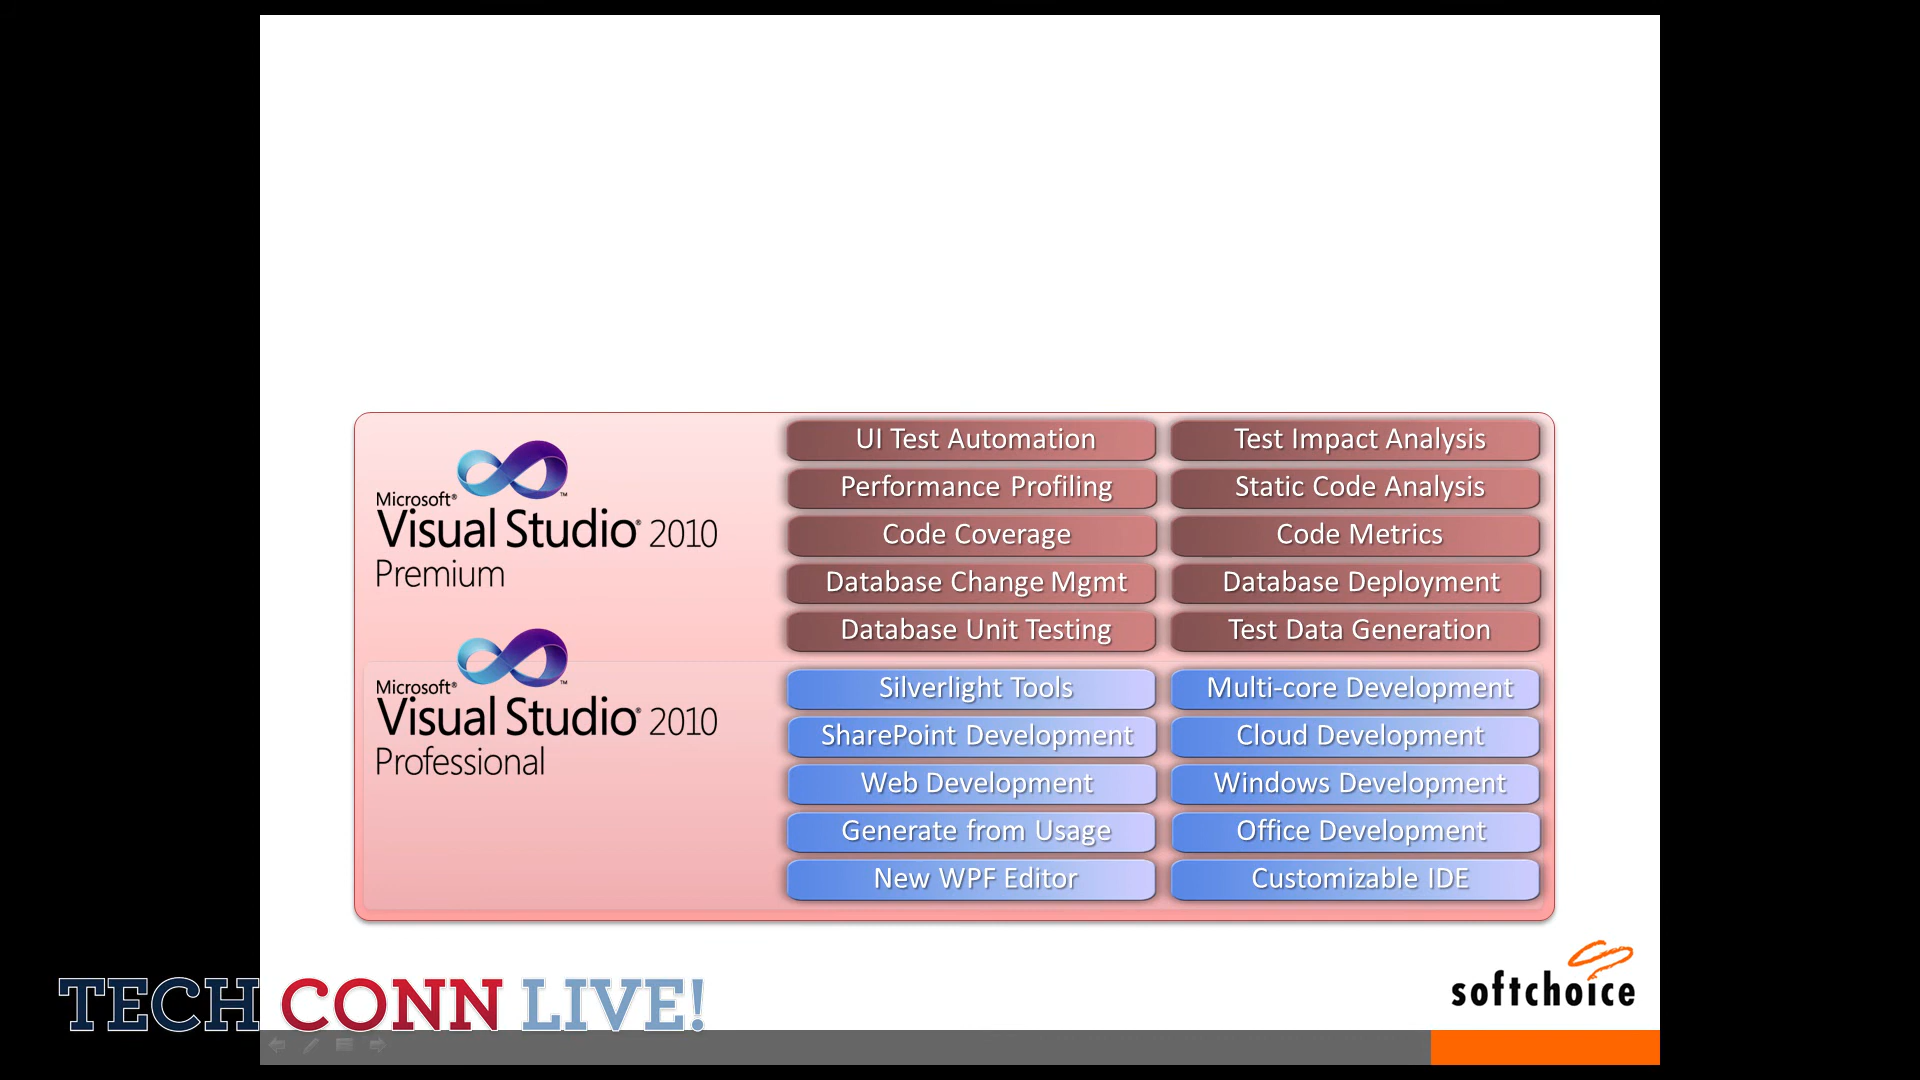 Microsoft®
Visual Studio® 2010
Premium
UI Test Automation
Test Impact Analysis
Performance Profiling
Static Code Analysis
Code Coverage
Code Metrics
Database Change Mgmt
Database Deployment
Database Unit Testing
Test Data Generation
Microsoft®
Visual Studio® 2010
Professional
Silverlight Tools
Multi-core Development
SharePoint Development
Cloud Development
Web Development
Windows Development
Generate from Usage
Office Development
New WPF Editor
Customizable IDE
softchoice
TECH CONN LIVE!